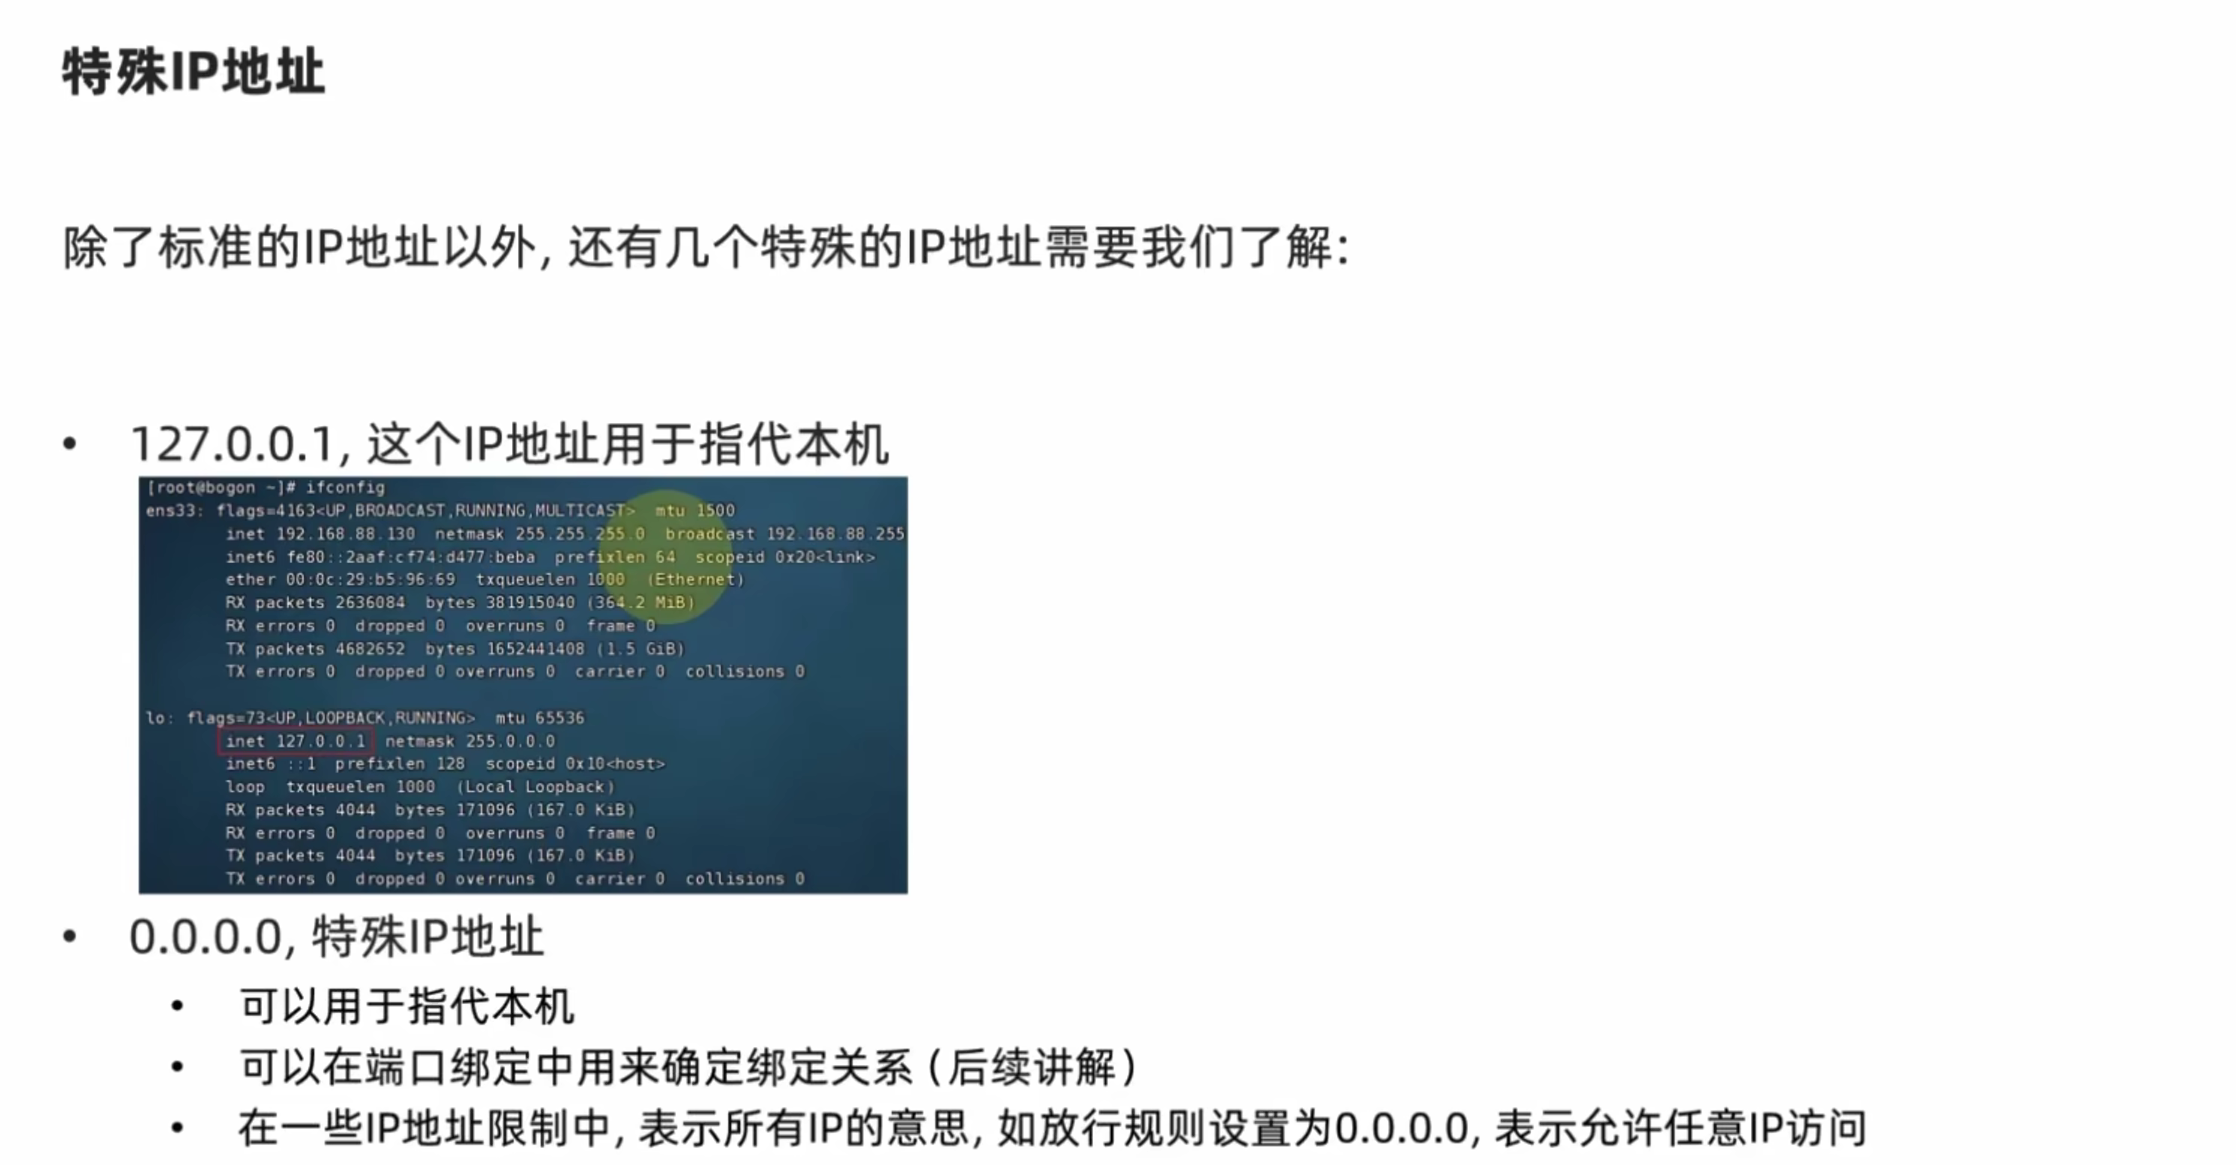 特殊IP地址
除了标准的IP地址以外, 还有几个特殊的IP地址需要我们了解:
• 127.0.0.1, 这个IP地址用于指代本机
[root@bogon ~]# ifconfig
ens33: flags=4163<UP,BROADCAST,RUNNING,MULTICAST>  mtu 1500
inet 192.168.88.130  netmask 255.255.255.0  broadcast 192.168.88.255
inet6 fe80::2aaf:cf74:d477:beba  prefixlen 64  scopeid 0x20<link>
ether 00:0c:29:b5:96:69  txqueuelen 1000  (Ethernet)
RX packets 2636084  bytes 381915040 (364.2 MiB)
RX errors 0  dropped 0  overruns 0  frame 0
TX packets 4682652  bytes 1652441408 (1.5 GiB)
TX errors 0  dropped 0 overruns 0  carrier 0  collisions 0
lo: flags=73<UP,LOOPBACK,RUNNING>  mtu 65536
inet 127.0.0.1  netmask 255.0.0.0
inet6 ::1  prefixlen 128  scopeid 0x10<host>
loop  txqueuelen 1000  (Local Loopback)
RX packets 4044  bytes 171096 (167.0 KiB)
RX errors 0  dropped 0  overruns 0  frame 0
TX packets 4044  bytes 171096 (167.0 KiB)
TX errors 0  dropped 0 overruns 0  carrier 0  collisions 0
• 0.0.0.0, 特殊IP地址
• 可以用于指代本机
• 可以在端口绑定中用来确定绑定关系(后续讲解)
• 在一些IP地址限制中, 表示所有IP的意思, 如放行规则设置为0.0.0.0, 表示允许任意IP访问